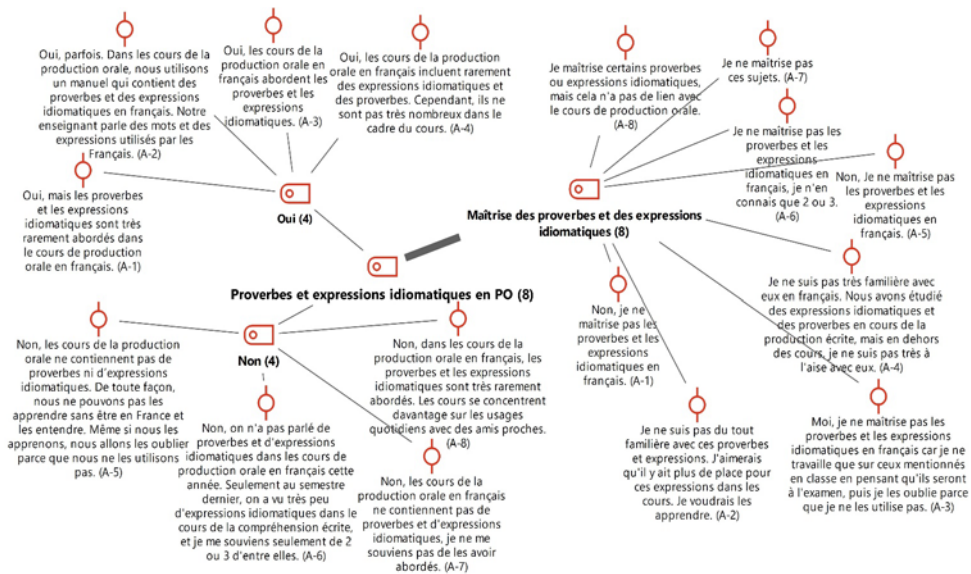 Oui, parfois. Dans les cours de la
production orale, nous utilisons
un manuel qui contient des
proverbes et des expressions
idiomatiques en français. Notre
enseignant parle des mots et des
expressions utilisés par les
Français. (A-2)
Oui, les cours de la
production orale en
français abordent les
proverbes et les
expressions
idiomatiques. (A-3)
Oui, les cours de la production
orale en français incluent rarement
des expressions idiomatiques et
des proverbes. Cependant, ils ne
sont pas très nombreux dans le
cadre du cours. (A-4)
Oui, mais les proverbes
et les expressions
idiomatiques sont très
rarement abordés dans
le cours de production
orale en français. (A-1)
Oui (4)
Je maîtrise certains proverbes
ou expressions idiomatiques,
mais cela n'a pas de lien avec
le cours de production orale.
(A-8)
Je ne maîtrise pas
ces sujets. (A-7)
Je ne maîtrise pas les
proverbes et les
expressions
idiomatiques en
français, je n'en
connais que 2 ou 3.
(A-6)
Non, Je ne maîtrise pas
les proverbes et les
expressions
idiomatiques en
français. (A-5)
Maîtrise des proverbes et des expressions
idiomatiques (8)
Proverbes et expressions idiomatiques en PO (8)
Non, je ne
maîtrise pas les
proverbes et les
expressions
idiomatiques en
français. (A-1)
Je ne suis pas très familière avec
eux en français. Nous avons étudié
des expressions idiomatiques et
des proverbes en cours de la
production écrite, mais en dehors
des cours, je ne suis pas très à
l'aise avec eux. (A-4)
Je ne suis pas du tout
familière avec ces proverbes
et expressions. J'aimerais
qu'il y ait plus de place pour
ces expressions dans les
cours. Je voudrais les
apprendre. (A-2)
Moi, je ne maîtrise pas les
proverbes et les expressions
idiomatiques en français car je ne
travaille que sur ceux mentionnés
en classe en pensant qu'ils seront
à l'examen, puis je les oublie parce
que je ne les utilise pas. (A-3)
Non (4)
Non, les cours de la production
orale ne contiennent pas de
proverbes ni d'expressions
idiomatiques. De toute façon,
nous ne pouvons pas les
apprendre sans être en France et
les entendre. Même si nous les
apprenons, nous allons les oublier
parce que nous ne les utilisons
pas. (A-5)
Non, on n'a pas parlé de
proverbes et d'expressions
idiomatiques dans les cours de
production orale en français cette
année. Seulement au semestre
dernier, on a vu très peu
d'expressions idiomatiques dans le
cours de la compréhension écrite,
et je me souviens seulement de 2
ou 3 d'entre elles. (A-6)
Non, dans les cours de la
production orale en français, les
proverbes et les expressions
idiomatiques sont très rarement
abordés. Les cours se concentrent
davantage sur les usages
quotidiens avec des amis proches.
(A-8)
Non, les cours de la
production orale en français
ne contiennent pas de
proverbes et d'expressions
idiomatiques, je ne me
souviens pas de les avoir
abordés. (A-7)